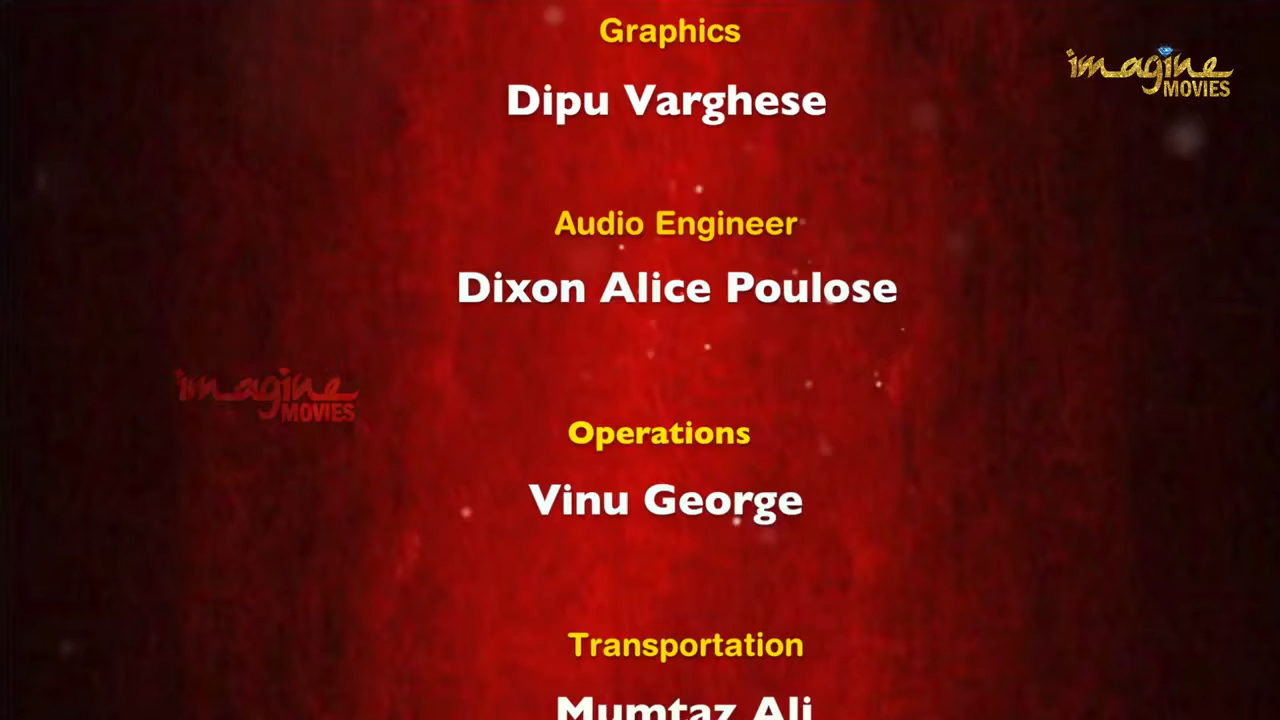 Graphics
imagine
MOVIES
Dipu Varghese
Audio Engineer
Dixon Alice Poulose
imagine
MOVIES
Operations
Vinu George
Transportation
Mumtaz Ali